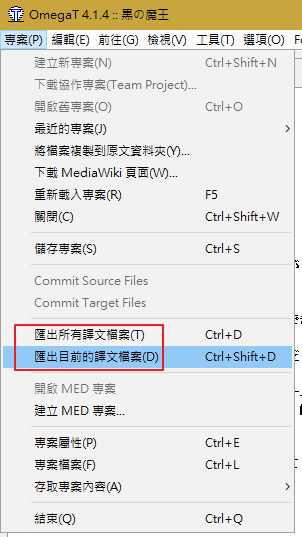 OmegaT 4.1.4 :: 黒の魔王
專案(P) 編輯(E) 前往(G) 檢視(V) 工具(T) 選項(O)
建立新專案(N) Ctrl+Shift+N
下載協作專案(Team Project)...
開啟舊專案(O) Ctrl+O
最近的專案(J)
將檔案複製到原文資料夾(Y)...
下載 MediaWiki 頁面(W)...
重新載入專案(R) F5
關閉(C) Ctrl+Shift+W
儲存專案(S) Ctrl+S
Commit Source Files
Commit Target Files
匯出所有譯文檔案(T) Ctrl+D
匯出目前的譯文檔案(D) Ctrl+Shift+D
開啟 MED 專案...
建立 MED 專案...
專案屬性(P) Ctrl+E
專案檔案(F) Ctrl+L
存取專案內容(A)
結束(Q) Ctrl+Q